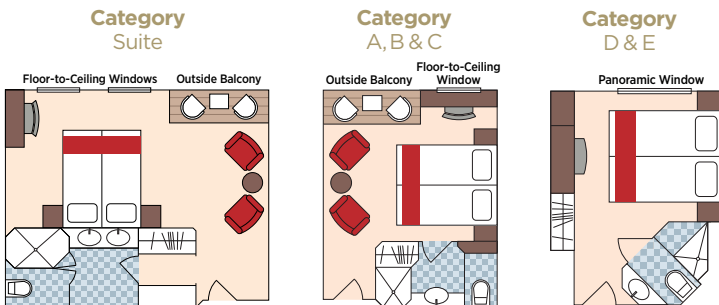 Category
Suite
Floor-to-Ceiling Windows
Outside Balcony
Category
A, B & C
Outside Balcony
Floor-to-Ceiling
Window
Category
D & E
Panoramic Window